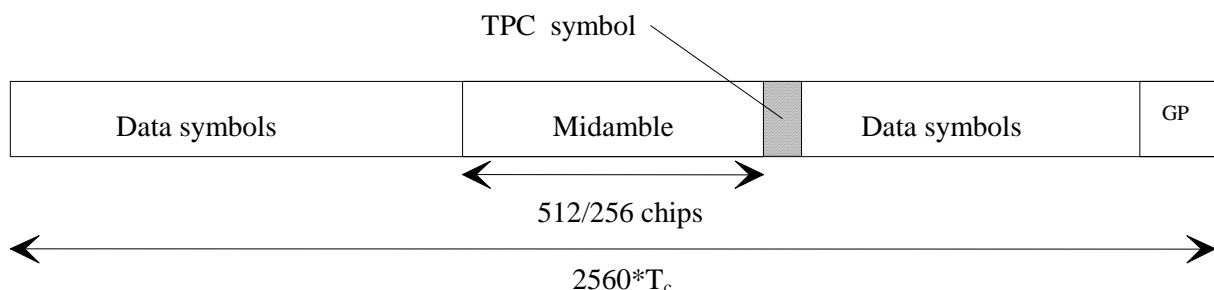 TPC symbol
Data symbols Midamble Data symbols GP
512/256 chips
2560*Tc